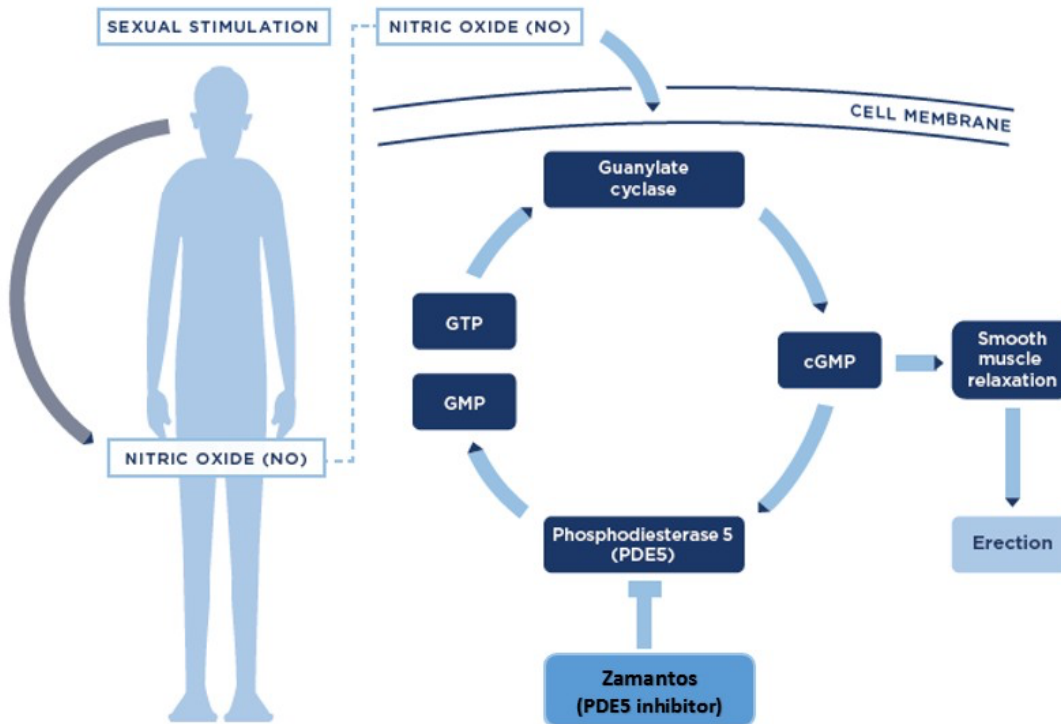 SEXUAL STIMULATION
NITRIC OXIDE (NO)
CELL MEMBRANE
Guanylate
cyclase
GTP
cGMP
Smooth
muscle
relaxation
GMP
NITRIC OXIDE (NO)
Phosphodiesterase 5
(PDE5)
Erection
Zamantos
(PDE5 inhibitor)